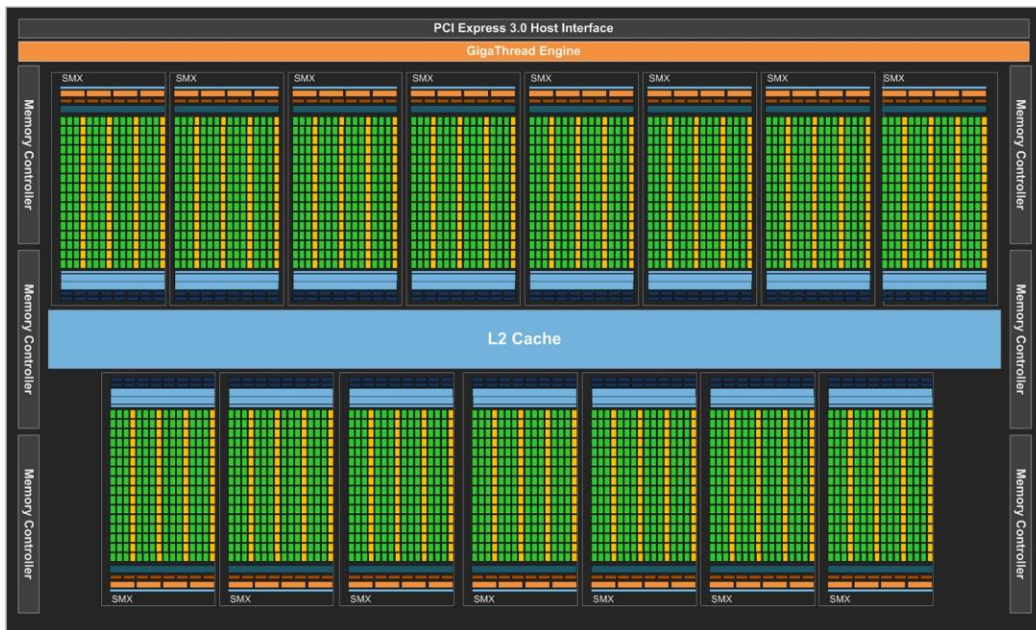 PCI Express 3.0 Host Interface
GigaThread Engine
SMX
SMX
SMX
SMX
SMX
SMX
SMX
SMX
Memory Controller
Memory Controller
Memory Controller
Memory Controller
L2 Cache
Memory Controller
Memory Controller
SMX
SMX
SMX
SMX
SMX
SMX
SMX